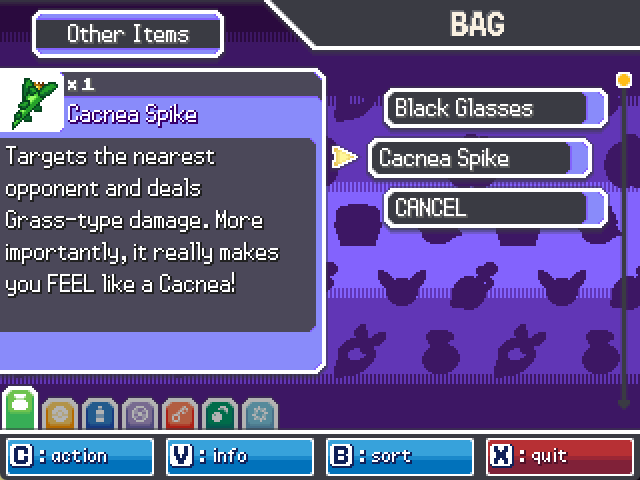 Other Items
BAG
x 1
Cacnea Spike
Targets the nearest
opponent and deals
Grass-type damage. More
importantly, it really makes
you FEEL like a Cacnea!
Black Glasses
Cacnea Spike
CANCEL
C : action
V : info
B : sort
X : quit